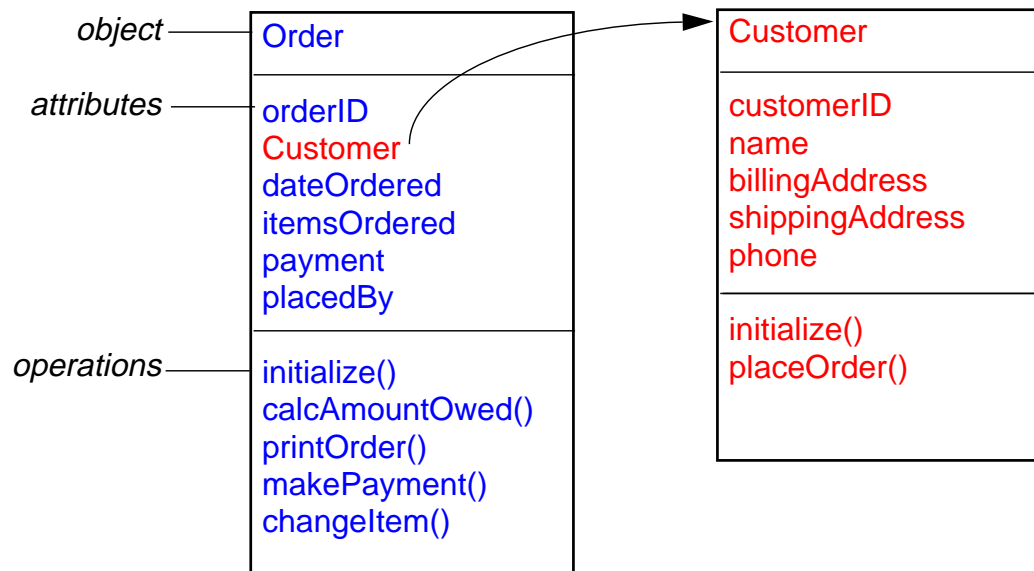 object
Order
attributes
orderID
Customer
dateOrdered
itemsOrdered
payment
placedBy
operations
initialize()
calcAmountOwed()
printOrder()
makePayment()
changeItem()
Customer
customerID
name
billingAddress
shippingAddress
phone
initialize()
placeOrder()